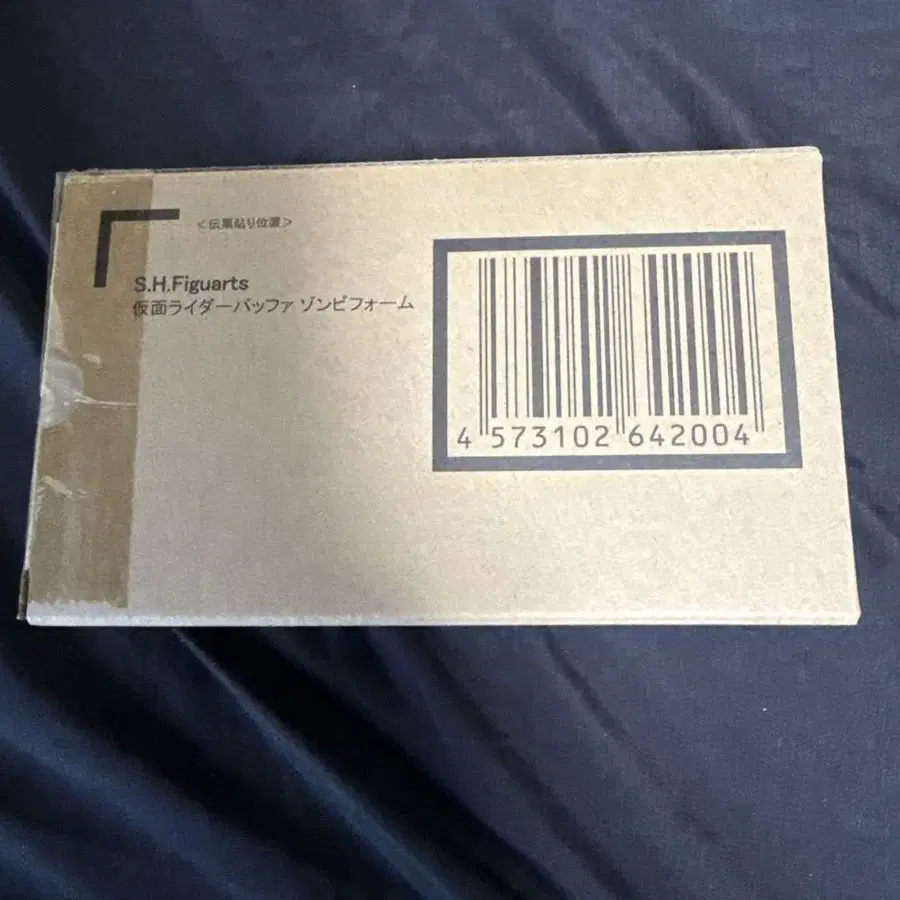 ＜伝票貼り位置＞
S.H.Figuarts
仮面ライダーバッファ ゾンビフォーム
4 573102 642004